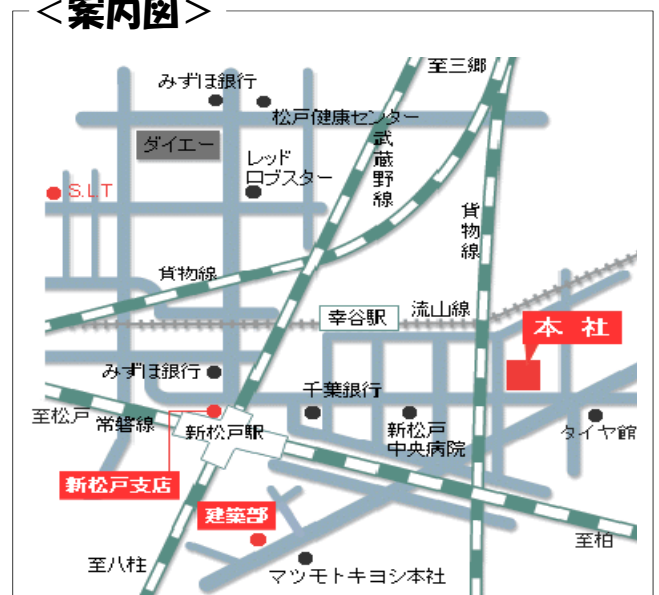 ＜案内図＞
至三郷
みずほ銀行
松戸健康センター
ダイエー
武蔵野線
レッド
ロブスター
S.L.T
貨物線
貨物線
幸谷駅
流山線
本 社
みずほ銀行
千葉銀行
至松戸
常磐線
新松戸駅
新松戸
中央病院
タイヤ館
新松戸支店
建築部
至柏
至八柱
マツモトキヨシ本社